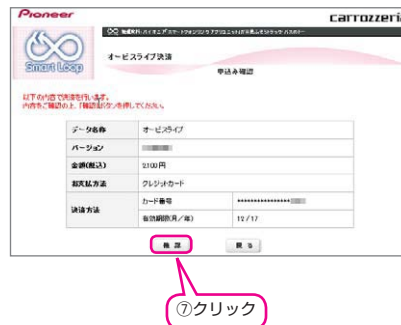 Pioneer
carrozzeria
Smart Loop
オービスライブ決済
申込み確認
以下の内容で決済を行います。
内容をご確認の上、「確認」ボタンを押してください。
データ名称 オービスライブ
バージョン
金額(税込) 2,100円
お支払方法 クレジットカード
決済方法 カード番号 ****************
有効期限(月/年) 12/17
確認 戻る
⑦クリック